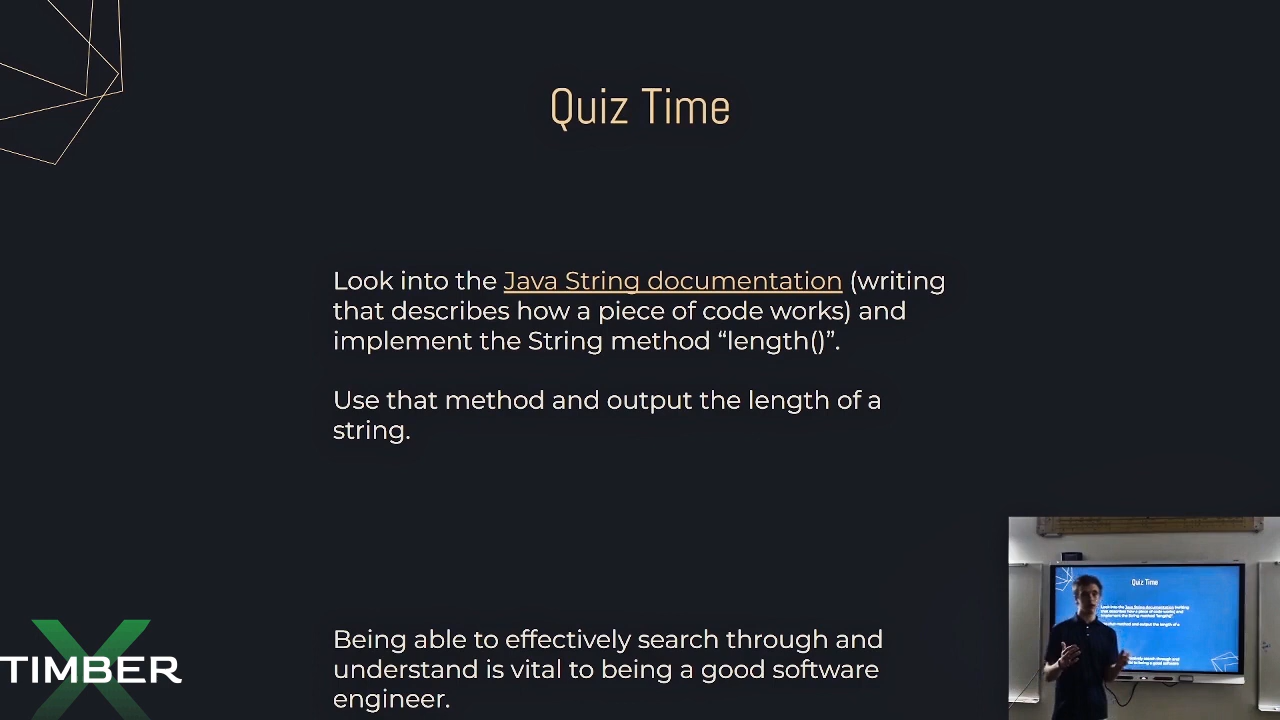 Quiz Time
Look into the Java String documentation (writing
that describes how a piece of code works) and
implement the String method “length()”.
Use that method and output the length of a
string.
Being able to effectively search through and
understand is vital to being a good software
engineer.
TIMBER
X
Quiz Time